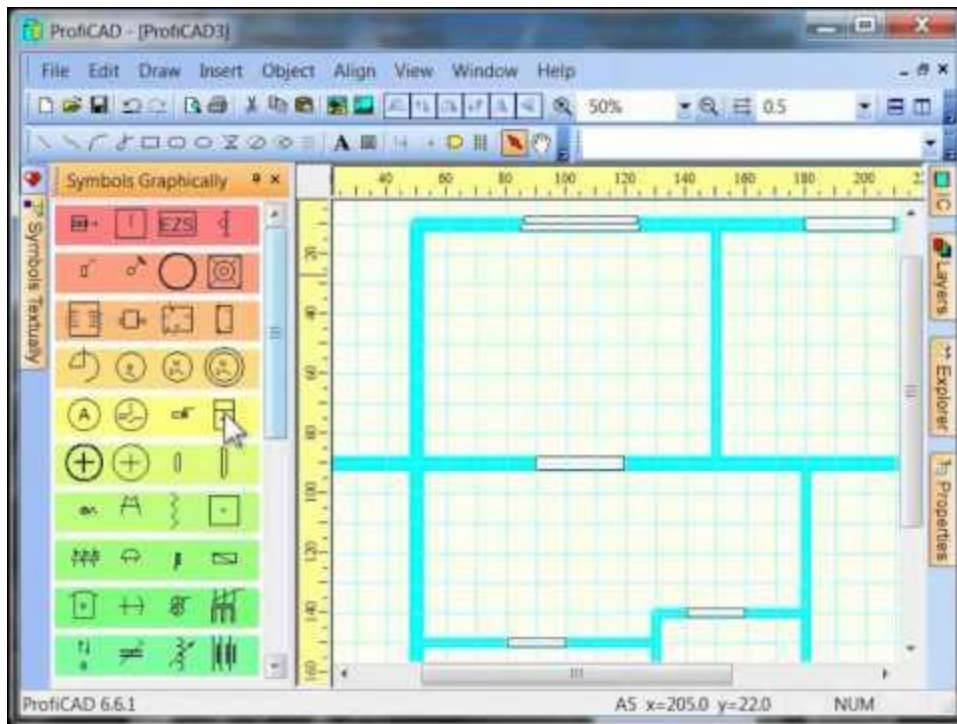 ProfiCAD - [ProfiCAD3]
File Edit Draw Insert Object Align View Window Help
50% 0.5
A
Symbols Graphically
40 60 80 100 120 140 160 180 200
IC
Layers
Explorer
Properties
Symbols Textually
EZS
A
20
40
60
80
100
120
140
160
ProfiCAD 6.6.1 A5 x=205.0 y=22.0 NUM